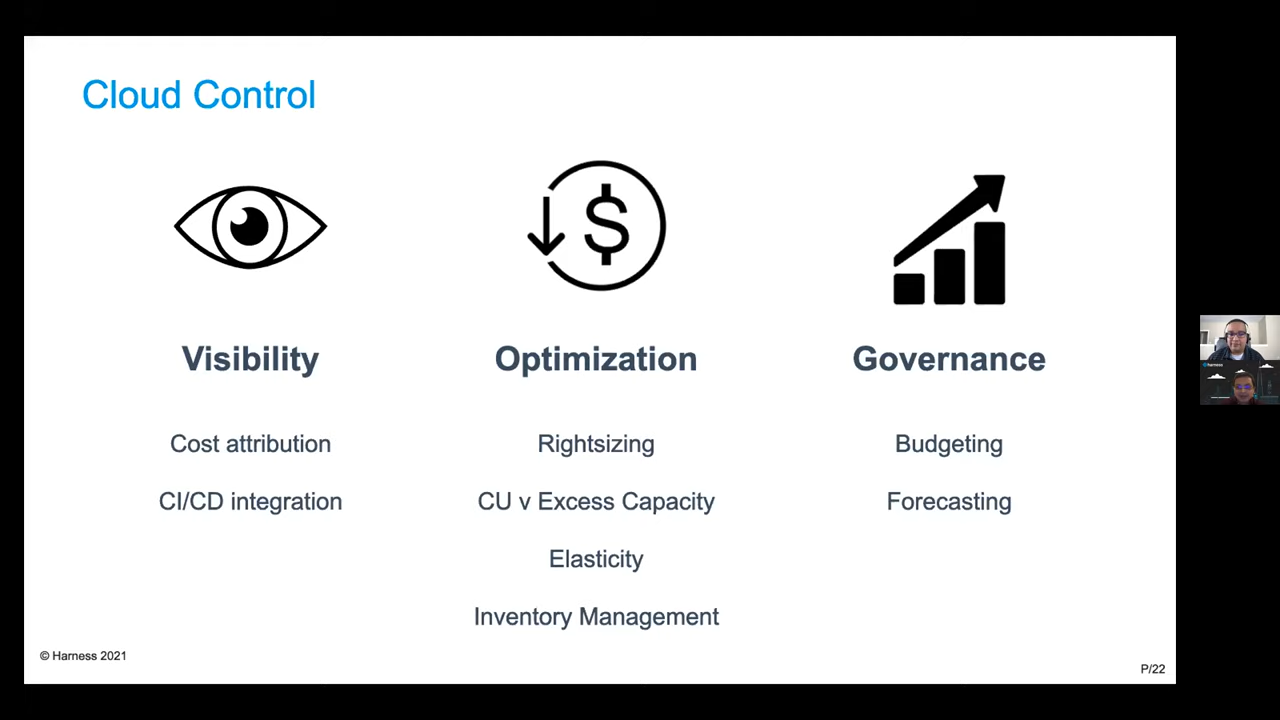 Cloud Control
$
Visibility
Optimization
Governance
Cost attribution
Rightsizing
Budgeting
CI/CD integration
CU v Excess Capacity
Forecasting
Elasticity
Inventory Management
© Harness 2021
P/22
harness